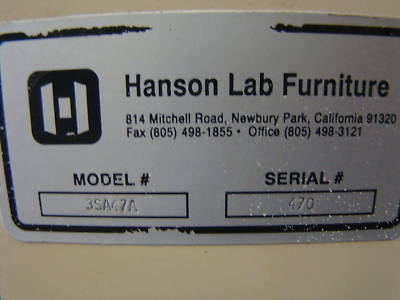 Hanson Lab Furniture
814 Mitchell Road, Newbury Park, California 91320
Fax (805) 498-1855 • Office (805) 498-3121
MODEL # SERIAL #
3SA47A 470